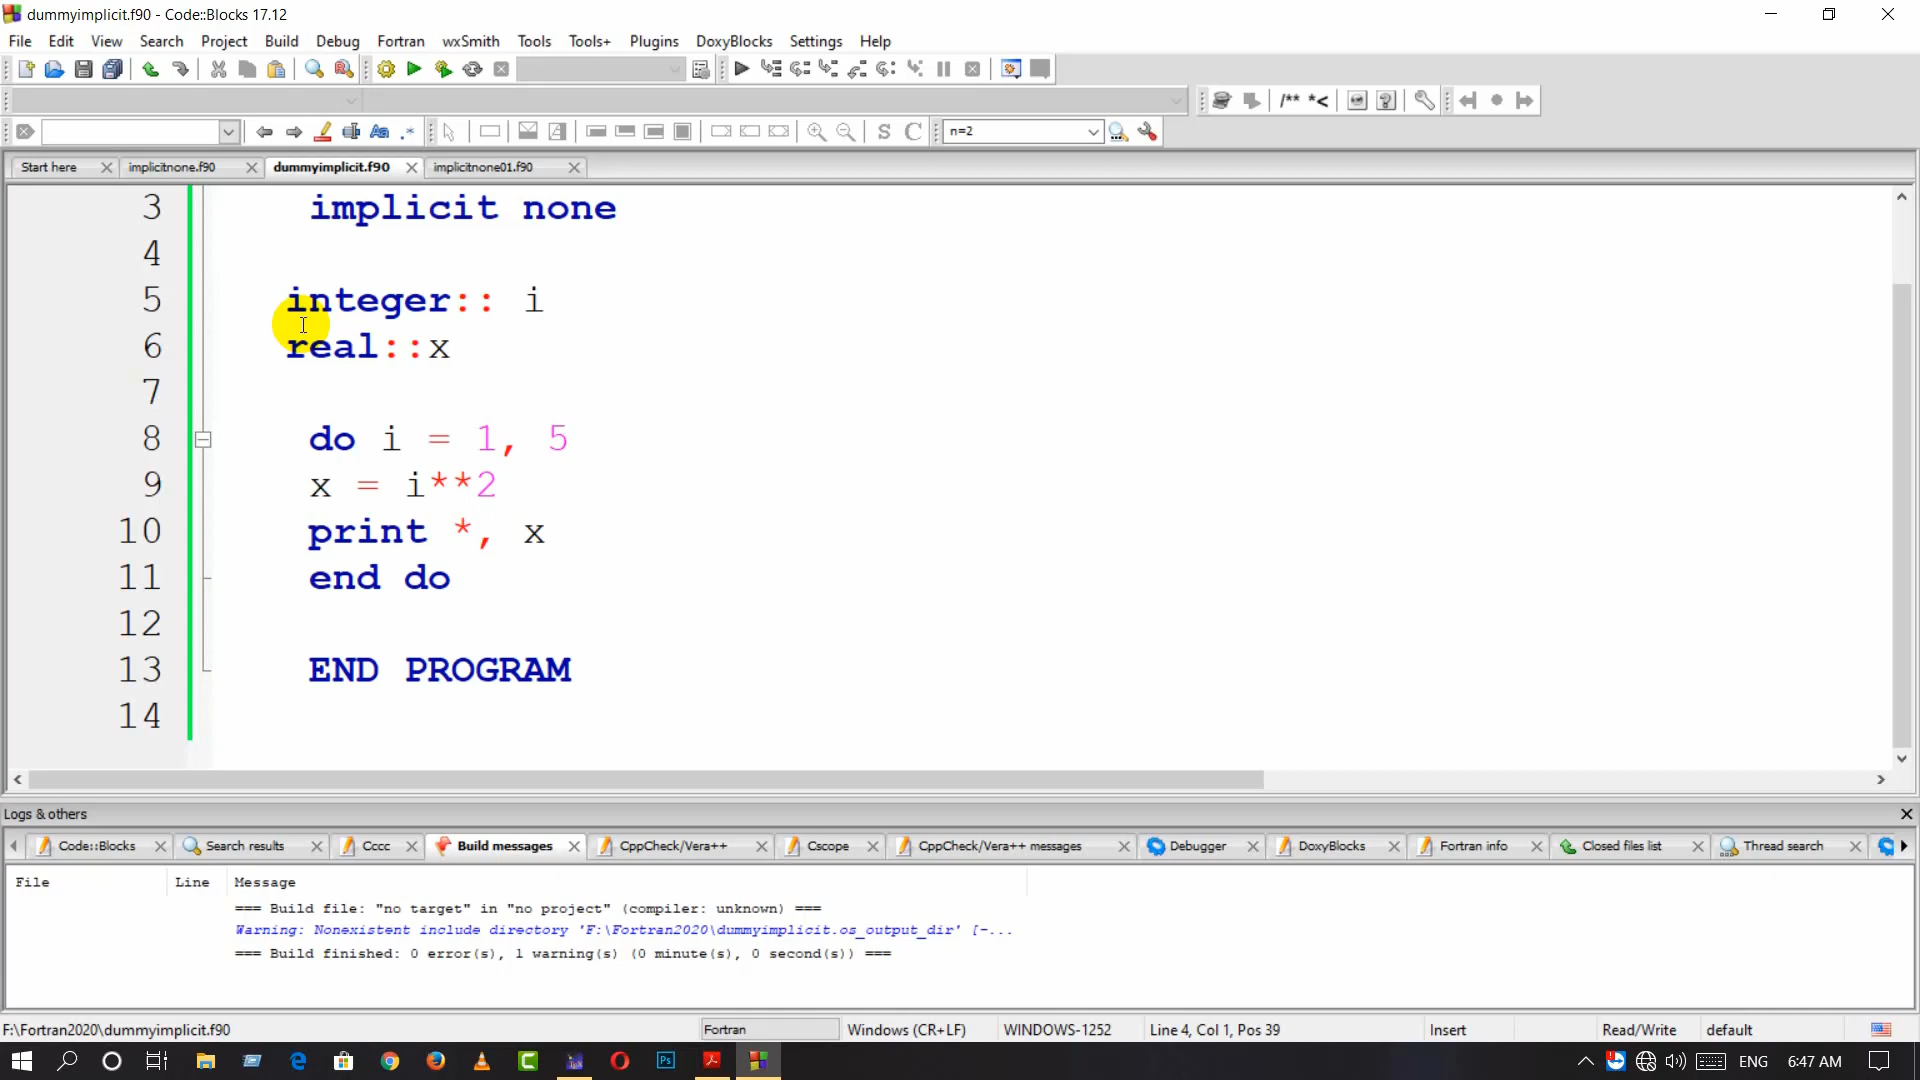 dummyimplicit.f90 - Code::Blocks 17.12
File Edit View Search Project Build Debug Fortran wxSmith Tools Tools+ Plugins DoxyBlocks Settings Help
/** *<
n=2
Start here implicitnone.f90 dummyimplicit.f90 implicitnone01.f90
3 implicit none
4
5 integer:: i
6 real::x
7
8 do i = 1, 5
9 x = i**2
10 print *, x
11 end do
12
13 END PROGRAM
14
Logs & others
Code::Blocks Search results Cccc Build messages CppCheck/Vera++ Cscope CppCheck/Vera++ messages Debugger DoxyBlocks Fortran info Closed files list Thread search
File Line Message
=== Build file: "no target" in "no project" (compiler: unknown) ===
Warning: Nonexistent include directory 'F:\Fortran2020\dummyimplicit.os_output_dir' [-...
=== Build finished: 0 error(s), 1 warning(s) (0 minute(s), 0 second(s)) ===
F:\Fortran2020\dummyimplicit.f90 Fortran Windows (CR+LF) WINDOWS-1252 Line 4, Col 1, Pos 39 Insert Read/Write default
ENG 6:47 AM